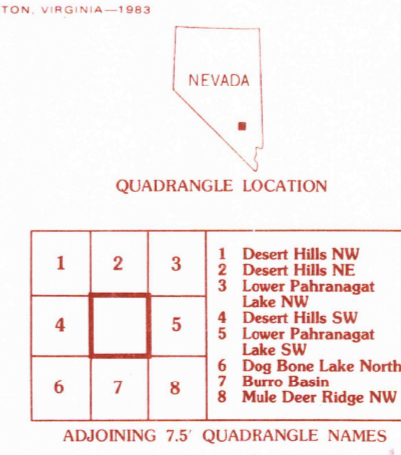 TON, VIRGINIA—1983
NEVADA
QUADRANGLE LOCATION
1 2 3
4 5
6 7 8
1 Desert Hills NW
2 Desert Hills NE
3 Lower Pahranagat
Lake NW
4 Desert Hills SW
5 Lower Pahranagat
Lake SW
6 Dog Bone Lake North
7 Burro Basin
8 Mule Deer Ridge NW
ADJOINING 7.5′ QUADRANGLE NAMES